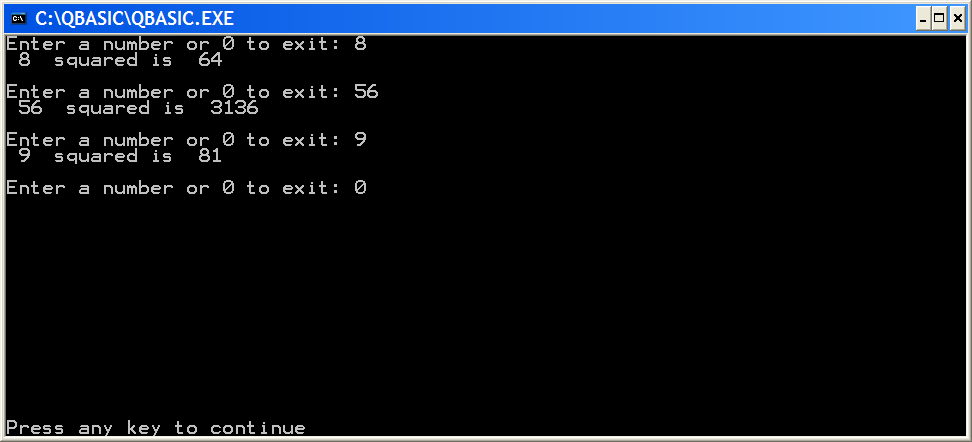 C:\QBASIC\QBASIC.EXE
Enter a number or 0 to exit: 8
 8  squared is  64

Enter a number or 0 to exit: 56
 56  squared is  3136

Enter a number or 0 to exit: 9
 9  squared is  81

Enter a number or 0 to exit: 0

Press any key to continue